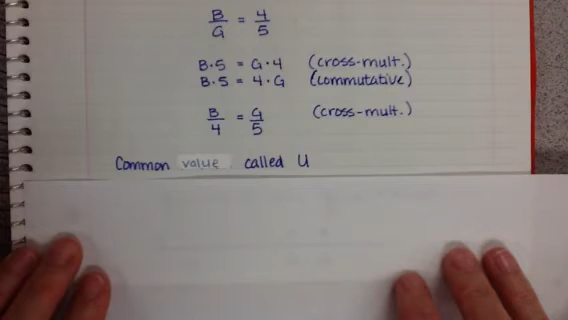 B/G = 4/5
B·5 = G·4 (cross-mult.)
B·5 = 4·G (commutative)
B/4 = G/5 (cross-mult.)
Common value. called U